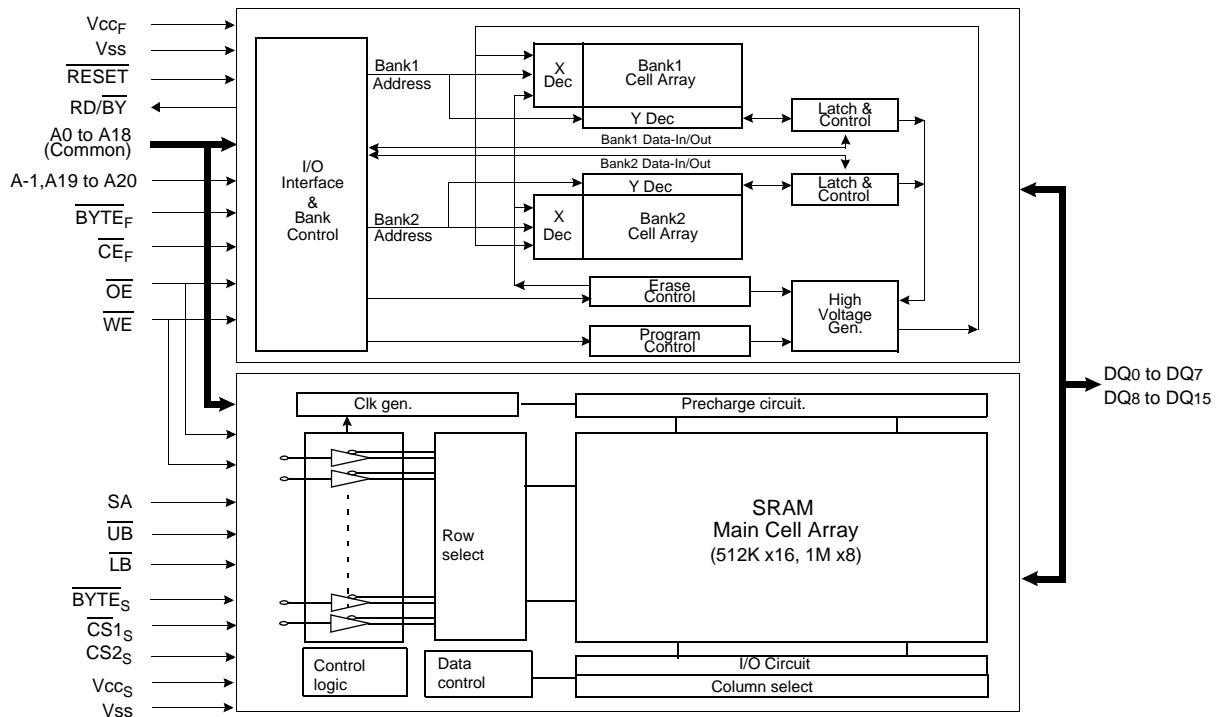 VccF
Vss
RESET
RD/BY
A0 to A18
(Common)
A-1,A19 to A20
BYTEF
CEF
OE
WE
I/O
Interface
&
Bank
Control
Bank1
Address
X
Dec
Bank1
Cell Array
Y Dec
Latch &
Control
Bank1 Data-In/Out
Bank2 Data-In/Out
Y Dec
Latch &
Control
Bank2
Address
X
Dec
Bank2
Cell Array
Erase
Control
High
Voltage
Gen.
Program
Control
DQ0 to DQ7
DQ8 to DQ15
SA
UB
LB
BYTES
CS1S
CS2S
VccS
Vss
Clk gen.
Precharge circuit.
Row
select
SRAM
Main Cell Array
(512K x16, 1M x8)
Control
logic
Data
control
I/O Circuit
Column select